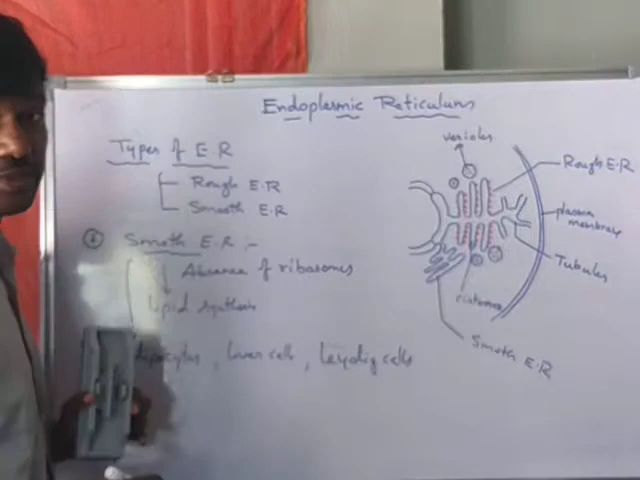 Endoplasmic Reticulum
Types of E.R
Rough E.R
Smooth E.R
Smooth E.R :-
Absence of ribosomes
Lipid synthesis
Adipocytes, Liver cells, Leydig cells
vesicles
Rough E.R
plasma membrane
Tubules
Smooth E.R